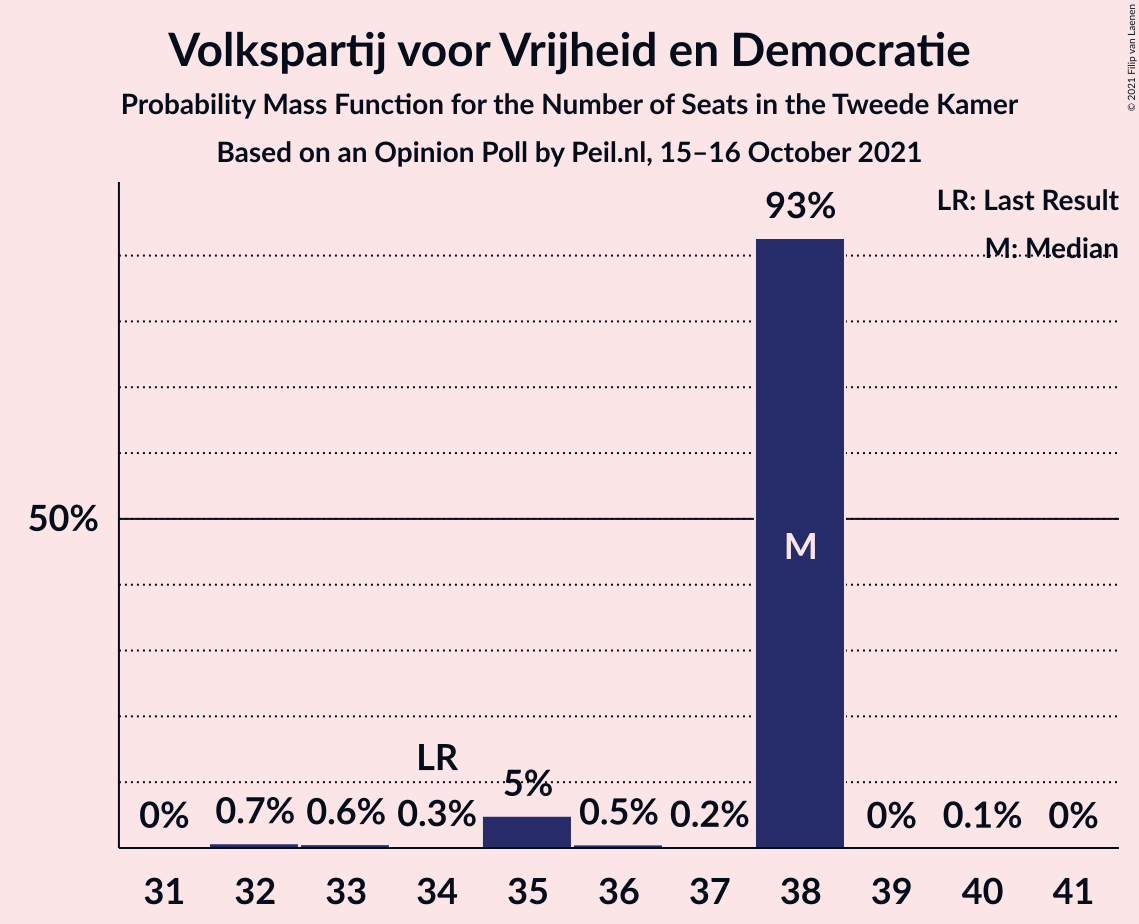 Volkspartij voor Vrijheid en Democratie
Probability Mass Function for the Number of Seats in the Tweede Kamer
Based on an Opinion Poll by Peil.nl, 15–16 October 2021
© 2021 Filip van Laenen
LR: Last Result
M: Median
93%
50%
M
LR
5%
0% 0.7% 0.6% 0.3% 0.5% 0.2% 0% 0.1% 0%
31 32 33 34 35 36 37 38 39 40 41